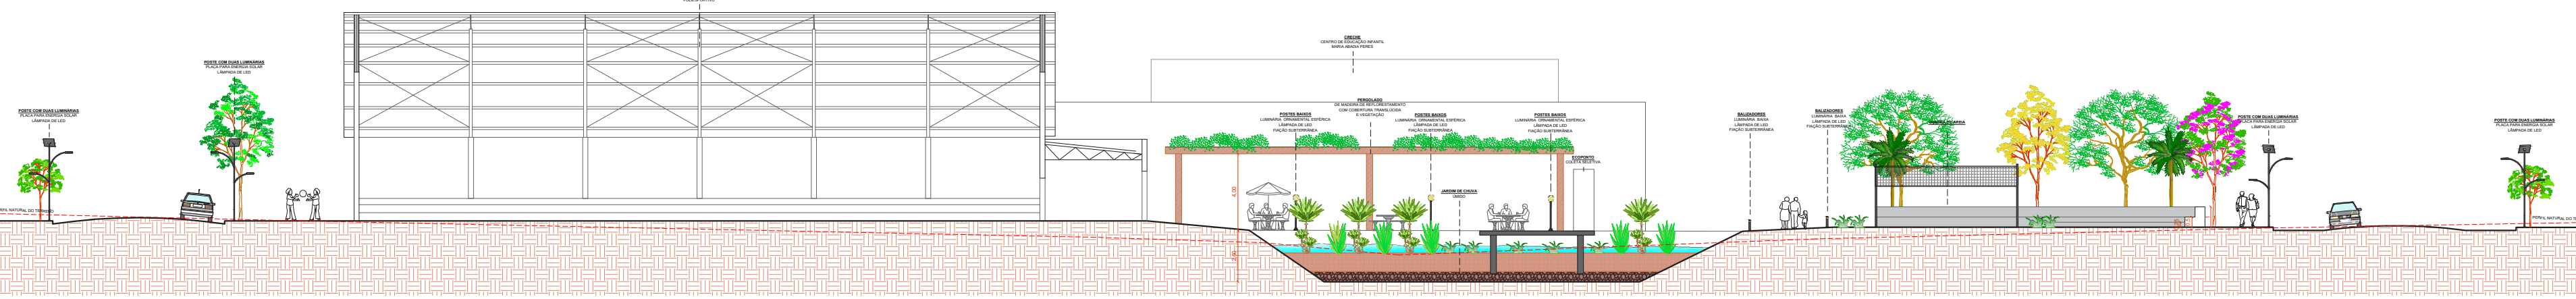 POSTE COM DUAS LUMINÁRIAS
PLACA PARA ENERGIA SOLAR
LÂMPADA DE LED
POSTE COM DUAS LUMINÁRIAS
PLACA PARA ENERGIA SOLAR
LÂMPADA DE LED
CRECHE
CENTRO DE EDUCAÇÃO INFANTIL
MARIA ABADIA PERES
PERGOLADO
DE MADEIRA DE REFLORESTAMENTO
COM COBERTURA TRANSLÚCIDA
E VEGETAÇÃO
POSTES BAIXOS
LUMINÁRIA ORNAMENTAL ESFÉRICA
LÂMPADA DE LED
FIAÇÃO SUBTERRÂNEA
POSTES BAIXOS
LUMINÁRIA ORNAMENTAL ESFÉRICA
LÂMPADA DE LED
FIAÇÃO SUBTERRÂNEA
POSTES BAIXOS
LUMINÁRIA ORNAMENTAL ESFÉRICA
LÂMPADA DE LED
FIAÇÃO SUBTERRÂNEA
ECOPONTO
COLETA SELETIVA
JARDIM DE CHUVA
ÚMIDO
4.00
BALIZADORES
LUMINÁRIA BAIXA
LÂMPADA DE LED
FIAÇÃO SUBTERRÂNEA
BALIZADORES
LUMINÁRIA BAIXA
LÂMPADA DE LED
FIAÇÃO SUBTERRÂNEA
POSTE COM DUAS LUMINÁRIAS
PLACA PARA ENERGIA SOLAR
LÂMPADA DE LED
POSTE COM DUAS LUMINÁRIAS
PLACA PARA ENERGIA SOLAR
LÂMPADA DE LED
NATURAL DO TERRENO
PERFIL NATURAL DO